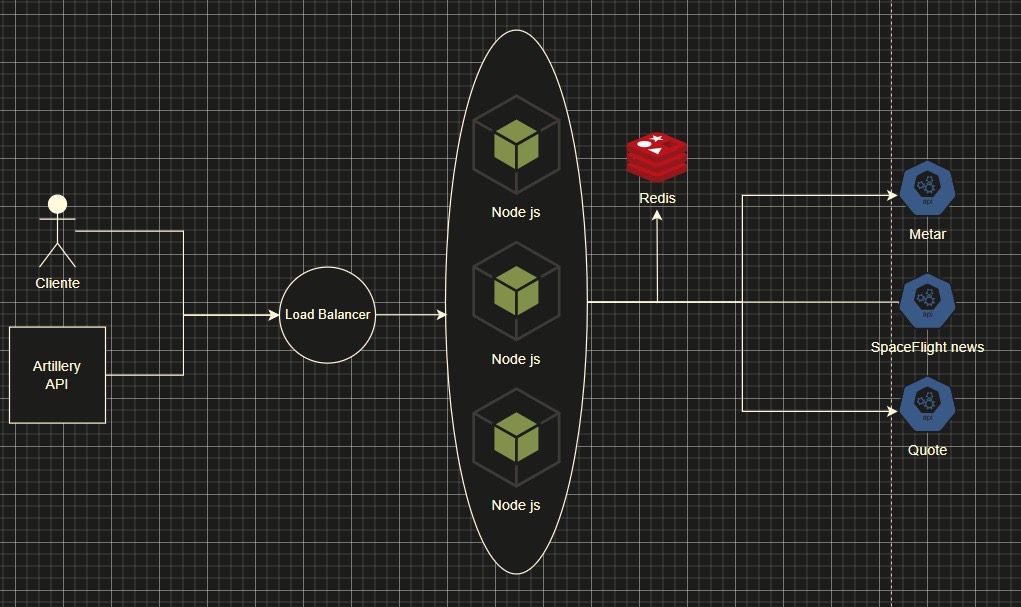 Cliente
Artillery
API
Load Balancer
Node js
Node js
Node js
Redis
api
Metar
api
SpaceFlight news
api
Quote